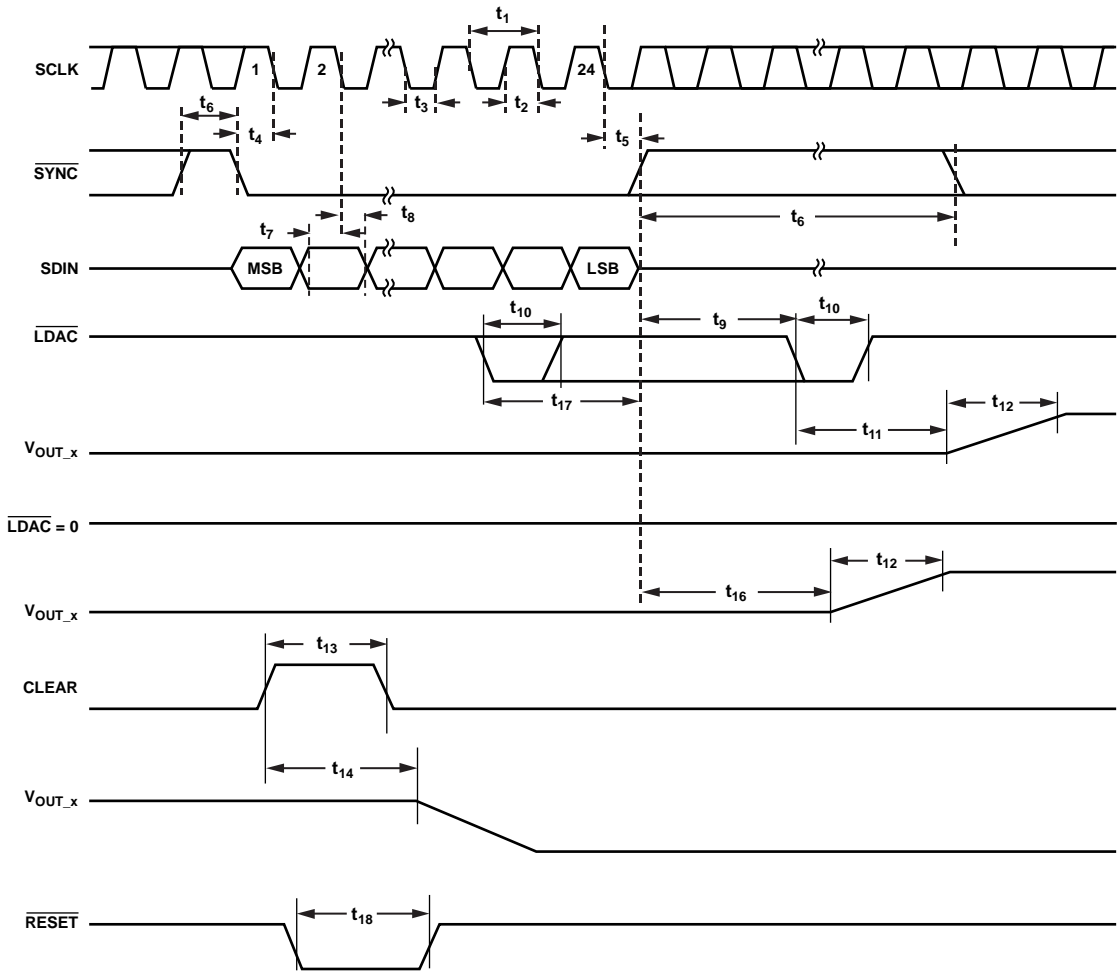 t1
SCLK
1
2
24
t3
t2
t6
t4
t5
SYNC
t7
t8
t6
SDIN
MSB
LSB
t10
t9
t10
LDAC
t17
t12
t11
VOUT_x
LDAC = 0
t12
t16
VOUT_x
t13
CLEAR
t14
VOUT_x
t18
RESET